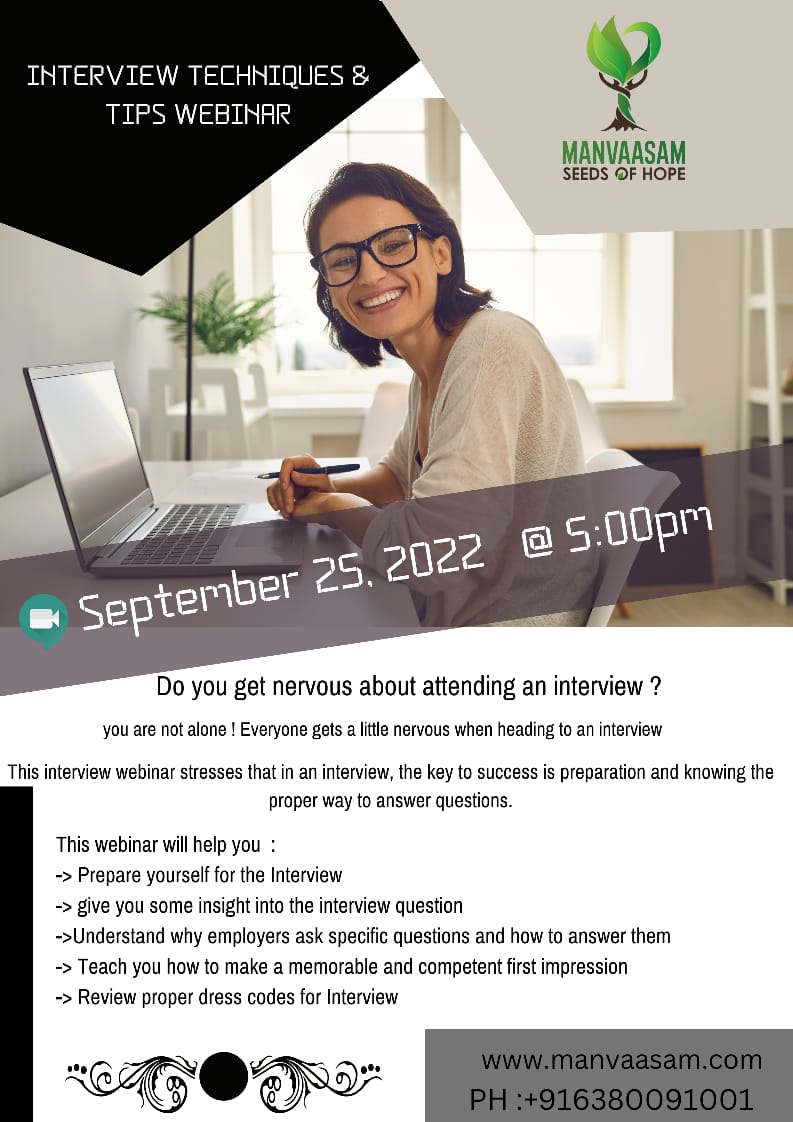 INTERVIEW TECHNIQUES &
TIPS WEBINAR
MANVAASAM
SEEDS OF HOPE
September 25, 2022 @ 5:00pm
Do you get nervous about attending an interview ?
you are not alone ! Everyone gets a little nervous when heading to an interview
This interview webinar stresses that in an interview, the key to success is preparation and knowing the
proper way to answer questions.
This webinar will help you :
-> Prepare yourself for the Interview
-> give you some insight into the interview question
->Understand why employers ask specific questions and how to answer them
-> Teach you how to make a memorable and competent first impression
-> Review proper dress codes for Interview
www.manvaasam.com
PH :+916380091001